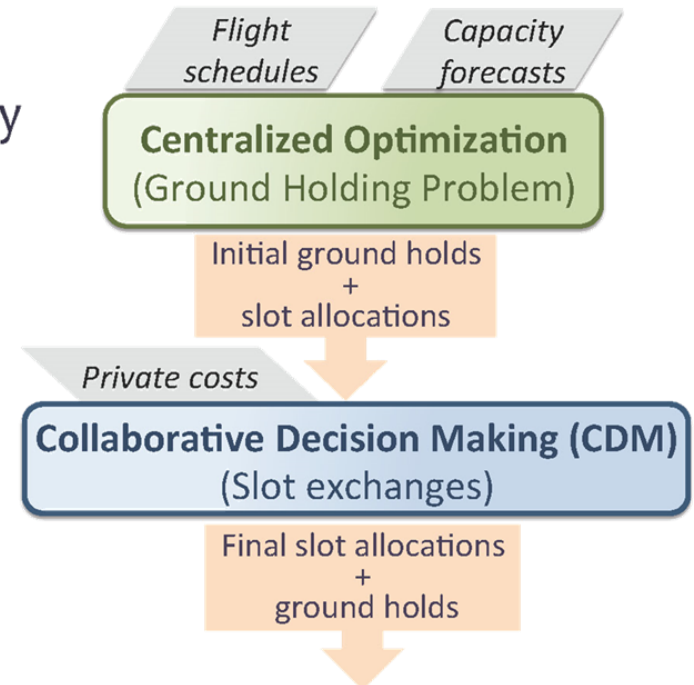 Flight
schedules
Capacity
forecasts
y
Centralized Optimization
(Ground Holding Problem)
Initial ground holds
+
slot allocations
Private costs
Collaborative Decision Making (CDM)
(Slot exchanges)
Final slot allocations
+
ground holds